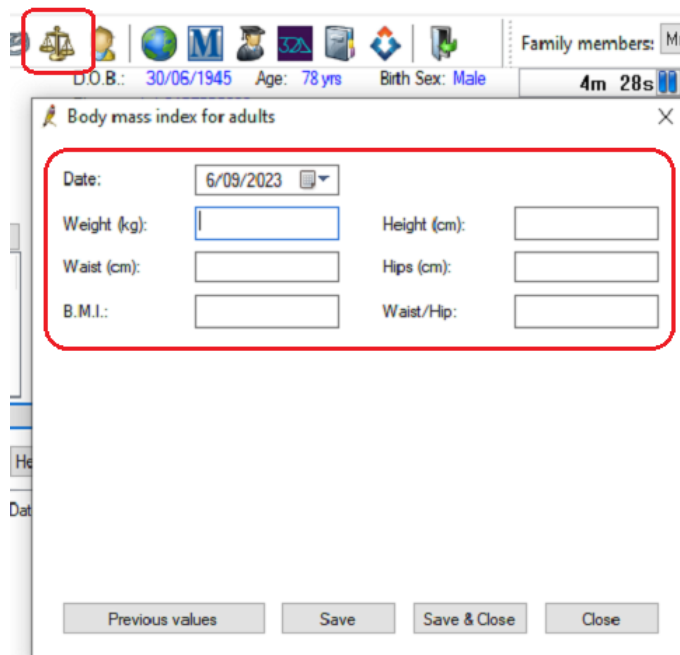 Family members: M
D.O.B.: 30/06/1945 Age: 78 yrs Birth Sex: Male
4m 28s
Body mass index for adults
Date: 6/09/2023
Weight (kg): Height (cm):
Waist (cm): Hips (cm):
B.M.I.: Waist/Hip:
He
Dat
Previous values Save Save & Close Close